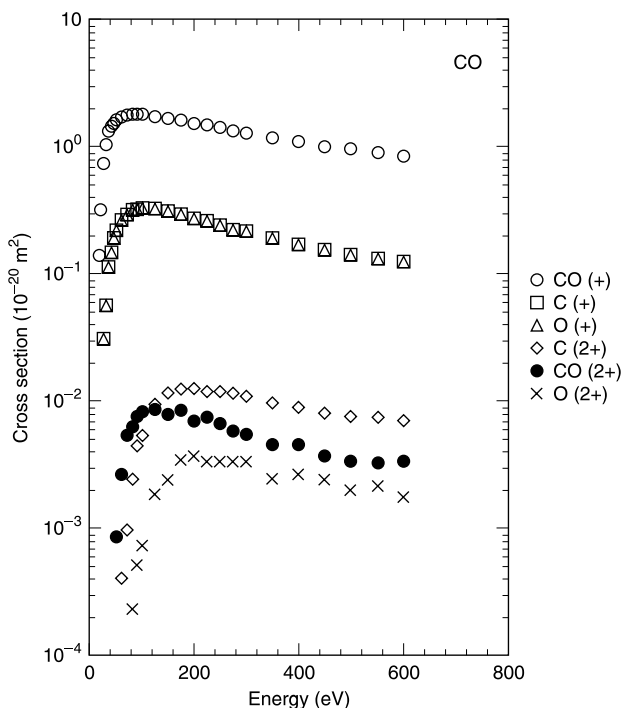 10
CO
10⁰
10⁻¹
10⁻²
10⁻³
10⁻⁴
Cross section (10⁻²⁰ m²)
0
200
400
600
800
Energy (eV)
CO (+)
C (+)
O (+)
C (2+)
CO (2+)
O (2+)